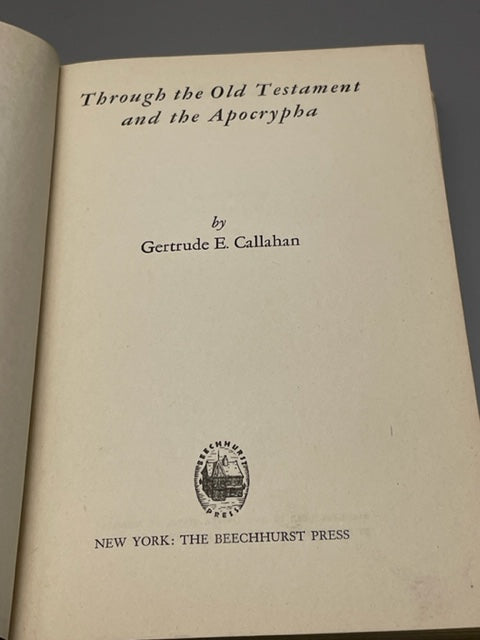 Through the Old Testament
and the Apocrypha
by
Gertrude E. Callahan
BEECHHURST
PRESS
NEW YORK: THE BEECHHURST PRESS